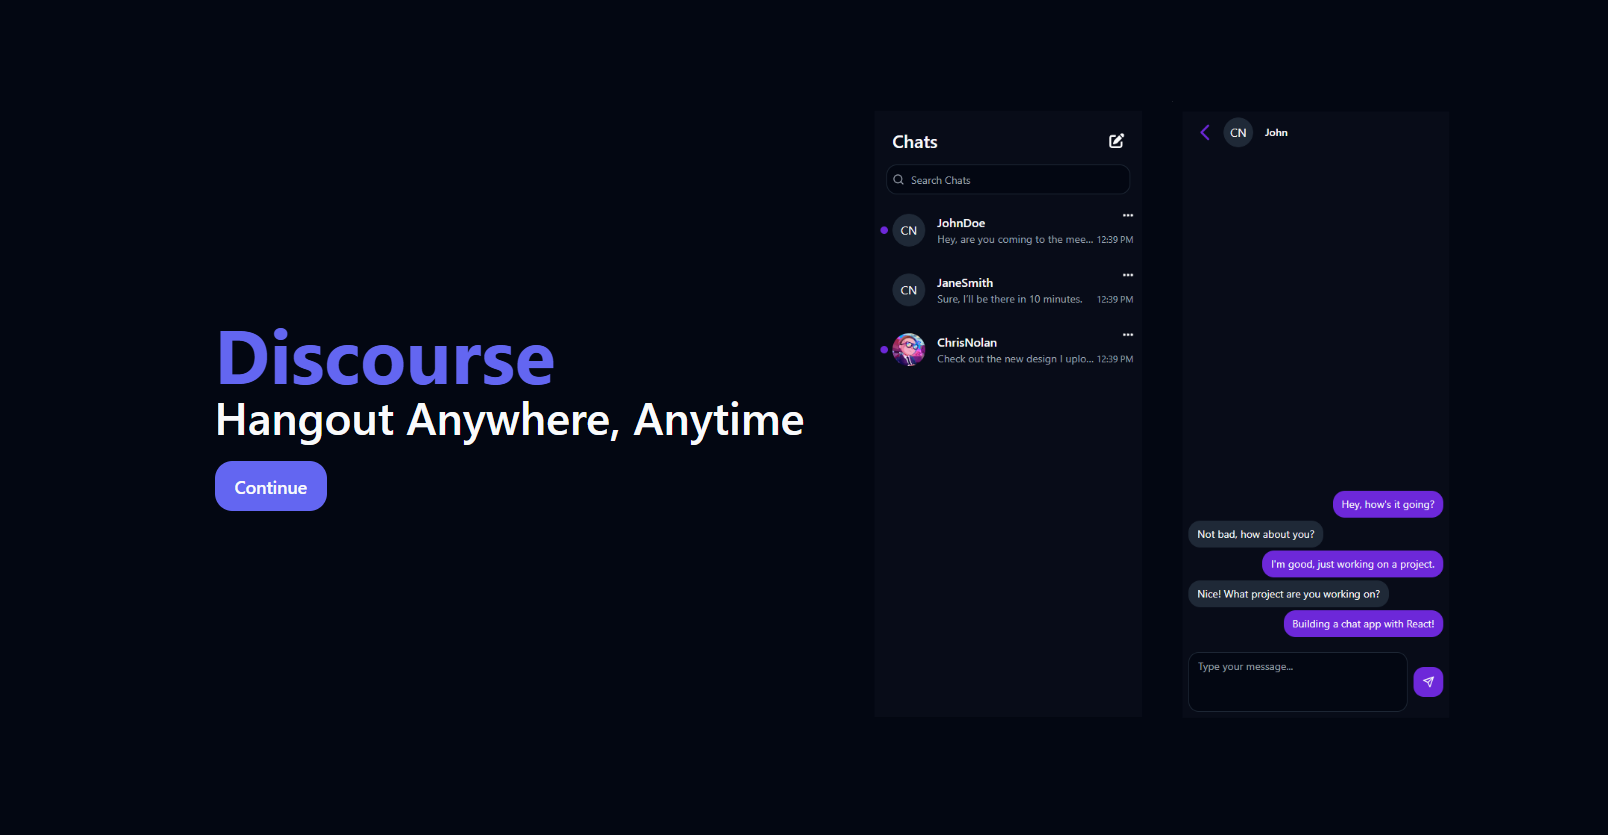 Discourse
Hangout Anywhere, Anytime
Continue
Chats
Search Chats
CN
JohnDoe
Hey, are you coming to the mee... 12:39 PM
CN
JaneSmith
Sure, I'll be there in 10 minutes. 12:39 PM
ChrisNolan
Check out the new design I uplo... 12:39 PM
CN John
Hey, how's it going?
Not bad, how about you?
I'm good, just working on a project.
Nice! What project are you working on?
Building a chat app with React!
Type your message...